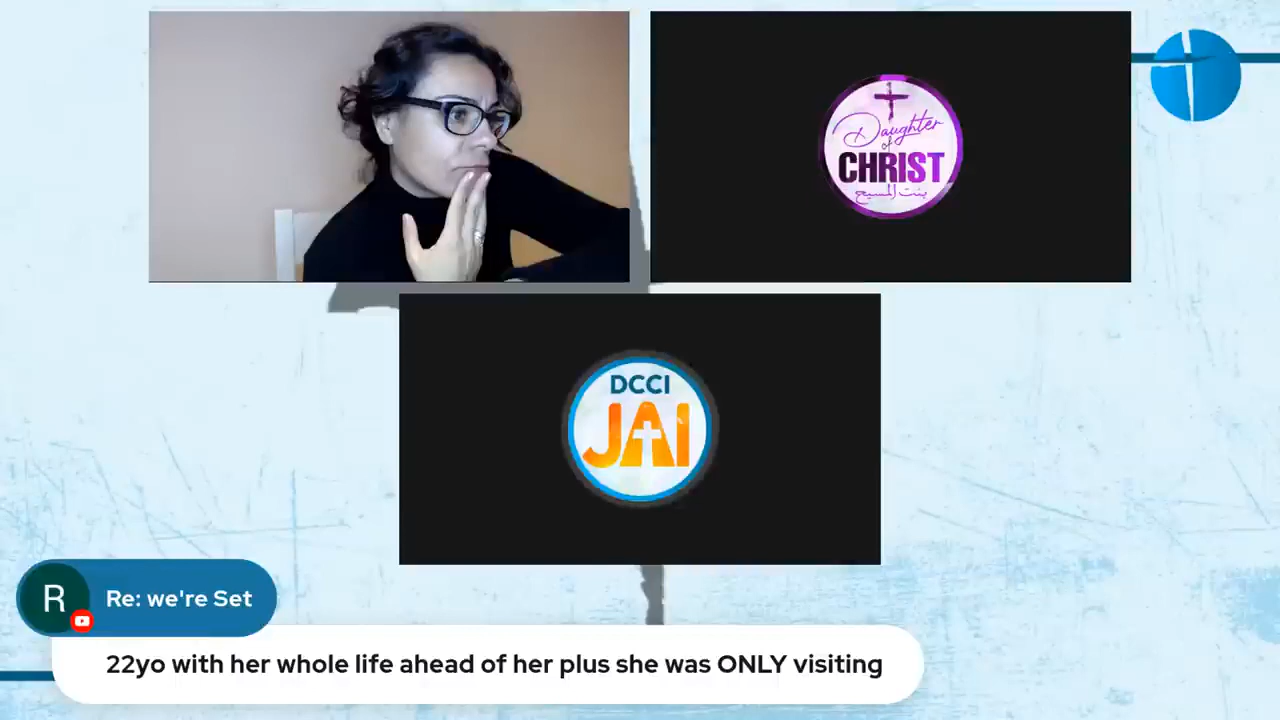 Daughter
of
CHRIST
بنت المسيح
DCCI
JAI
R
Re: we're Set
22yo with her whole life ahead of her plus she was ONLY visiting